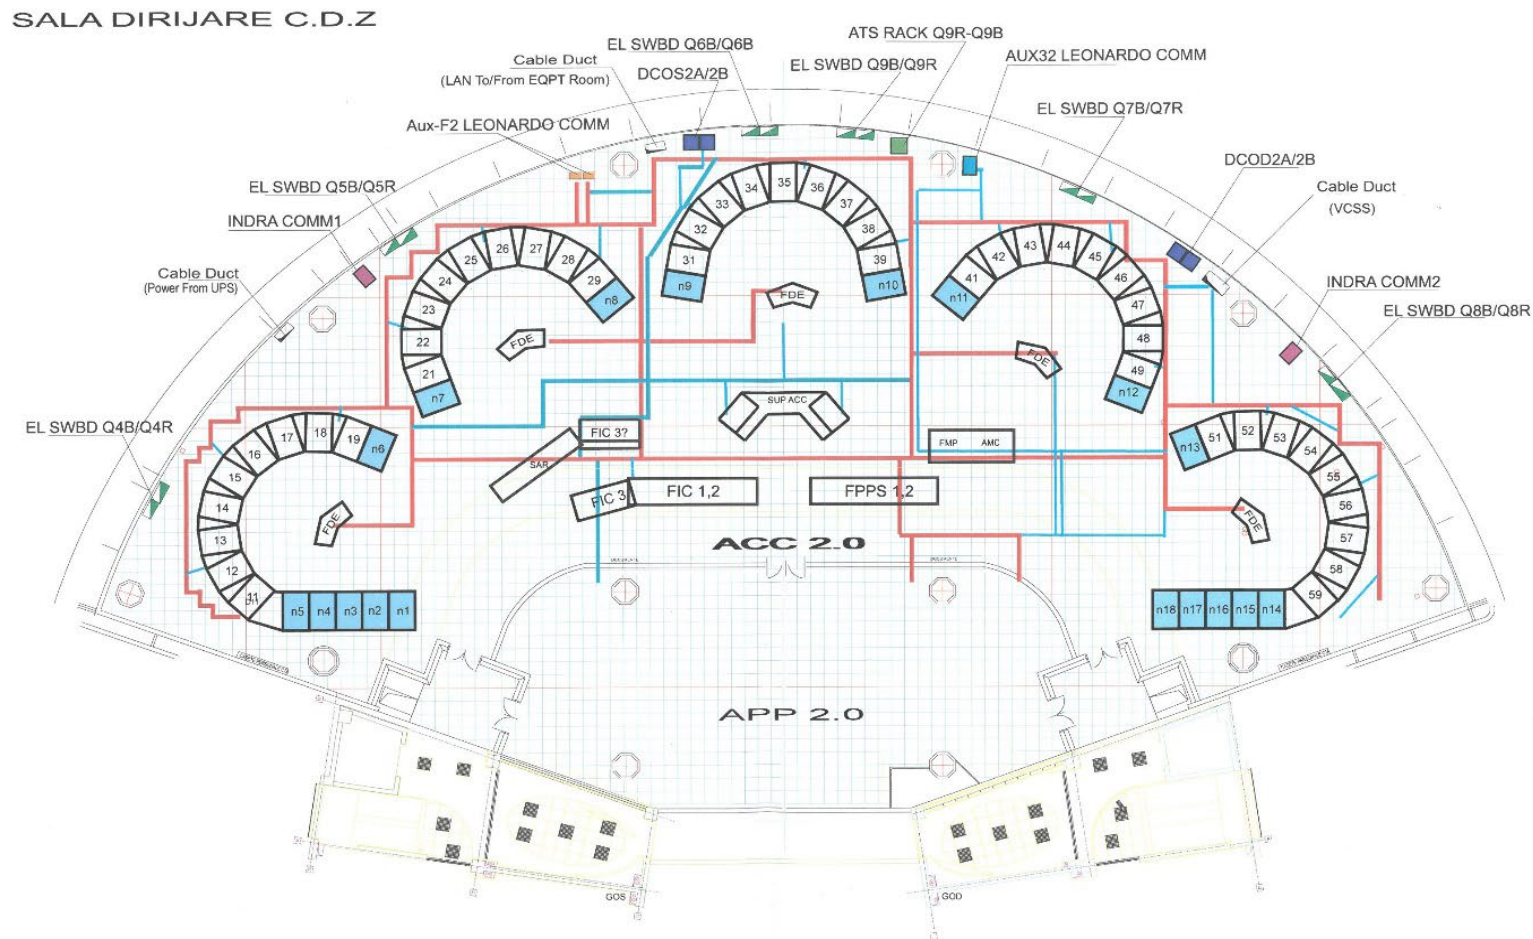 SALA DIRIJARE C.D.Z
ATS RACK Q9R-Q9B
EL SWBD Q6B/Q6B
AUX32 LEONARDO COMM
Cable Duct
(LAN To/From EQPT Room)
EL SWBD Q9B/Q9R
DCOS2A/2B
EL SWBD Q7B/Q7R
Aux-F2 LEONARDO COMM
DCOD2A/2B
EL SWBD Q5B/Q5R
Cable Duct
(VCSS)
INDRA COMM1
Cable Duct
(Power From UPS)
INDRA COMM2
EL SWBD Q8B/Q8R
EL SWBD Q4B/Q4R
n1
n2
n3
n4
n5
11
12
13
14
15
16
17
18
19
n6
FDE
n7
21
22
23
24
25
26
27
28
29
n8
FDE
n9
31
32
33
34
35
36
37
38
39
n10
FDE
n11
41
42
43
44
45
46
47
48
49
n12
FDE
n13
51
52
53
54
55
56
57
58
59
n14
n15
n16
n17
n18
FDE
SUP ACC
FIC 3?
SAR
FIC 3
FIC 1,2
FPPS 1,2
FMP AMC
ACC 2.0
APP 2.0
GOS
GOD